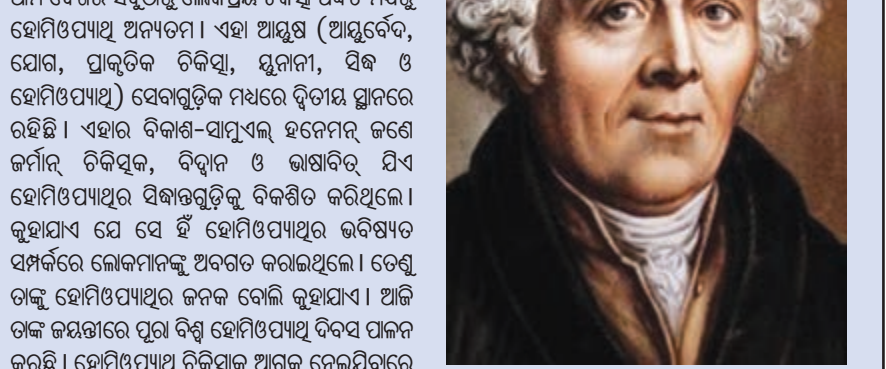 ହୋମିଓପ୍ୟାଥି ଅନ୍ୟତମ। ଏହା ଆୟୁଷ (ଆୟୁର୍ବେଦ,
ଯୋଗ, ପ୍ରାକୃତିକ ଚିକିତ୍ସା, ୟୁନାନୀ, ସିଦ୍ଧ ଓ
ହୋମିଓପ୍ୟାଥି) ସେବାଗୁଡ଼ିକ ମଧ୍ୟରେ ଦ୍ବିତୀୟ ସ୍ଥାନରେ
ରହିଛି। ଏହାର ବିକାଶ-ସାମୁଏଲ୍ ହନେମନ୍ ଜଣେ
ଜର୍ମାନ୍ ଚିକିତ୍ସକ, ବିଦ୍ବାନ ଓ ଭାଷାବିତ୍ ଯିଏ
ହୋମିଓପ୍ୟାଥିର ସିଦ୍ଧାନ୍ତଗୁଡ଼ିକୁ ବିକଶିତ କରିଥିଲେ।
କୁହାଯାଏ ଯେ ସେ ହିଁ ହୋମିଓପ୍ୟାଥିର ଭବିଷ୍ୟତ
ସମ୍ପର୍କରେ ଲୋକମାନଙ୍କୁ ଅବଗତ କରାଇଥିଲେ। ତେଣୁ
ତାଙ୍କୁ ହୋମିଓପ୍ୟାଥିର ଜନକ ବୋଲି କୁହାଯାଏ। ଆଜି
ତାଙ୍କ ଜୟନ୍ତୀରେ ପୂରା ବିଶ୍ୱ ହୋମିଓପ୍ୟାଥି ଦିବସ ପାଳନ